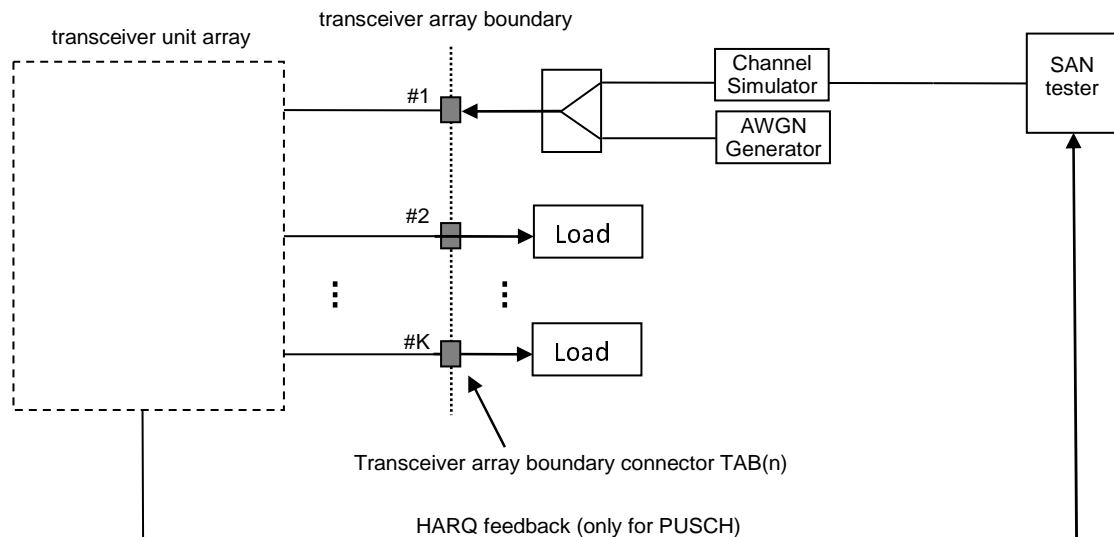 transceiver array boundary
transceiver unit array
Channel
Simulator
SAN
tester
#1
AWGN
Generator
#2
Load
#K
Load
Transceiver array boundary connector TAB(n)
HARQ feedback (only for PUSCH)